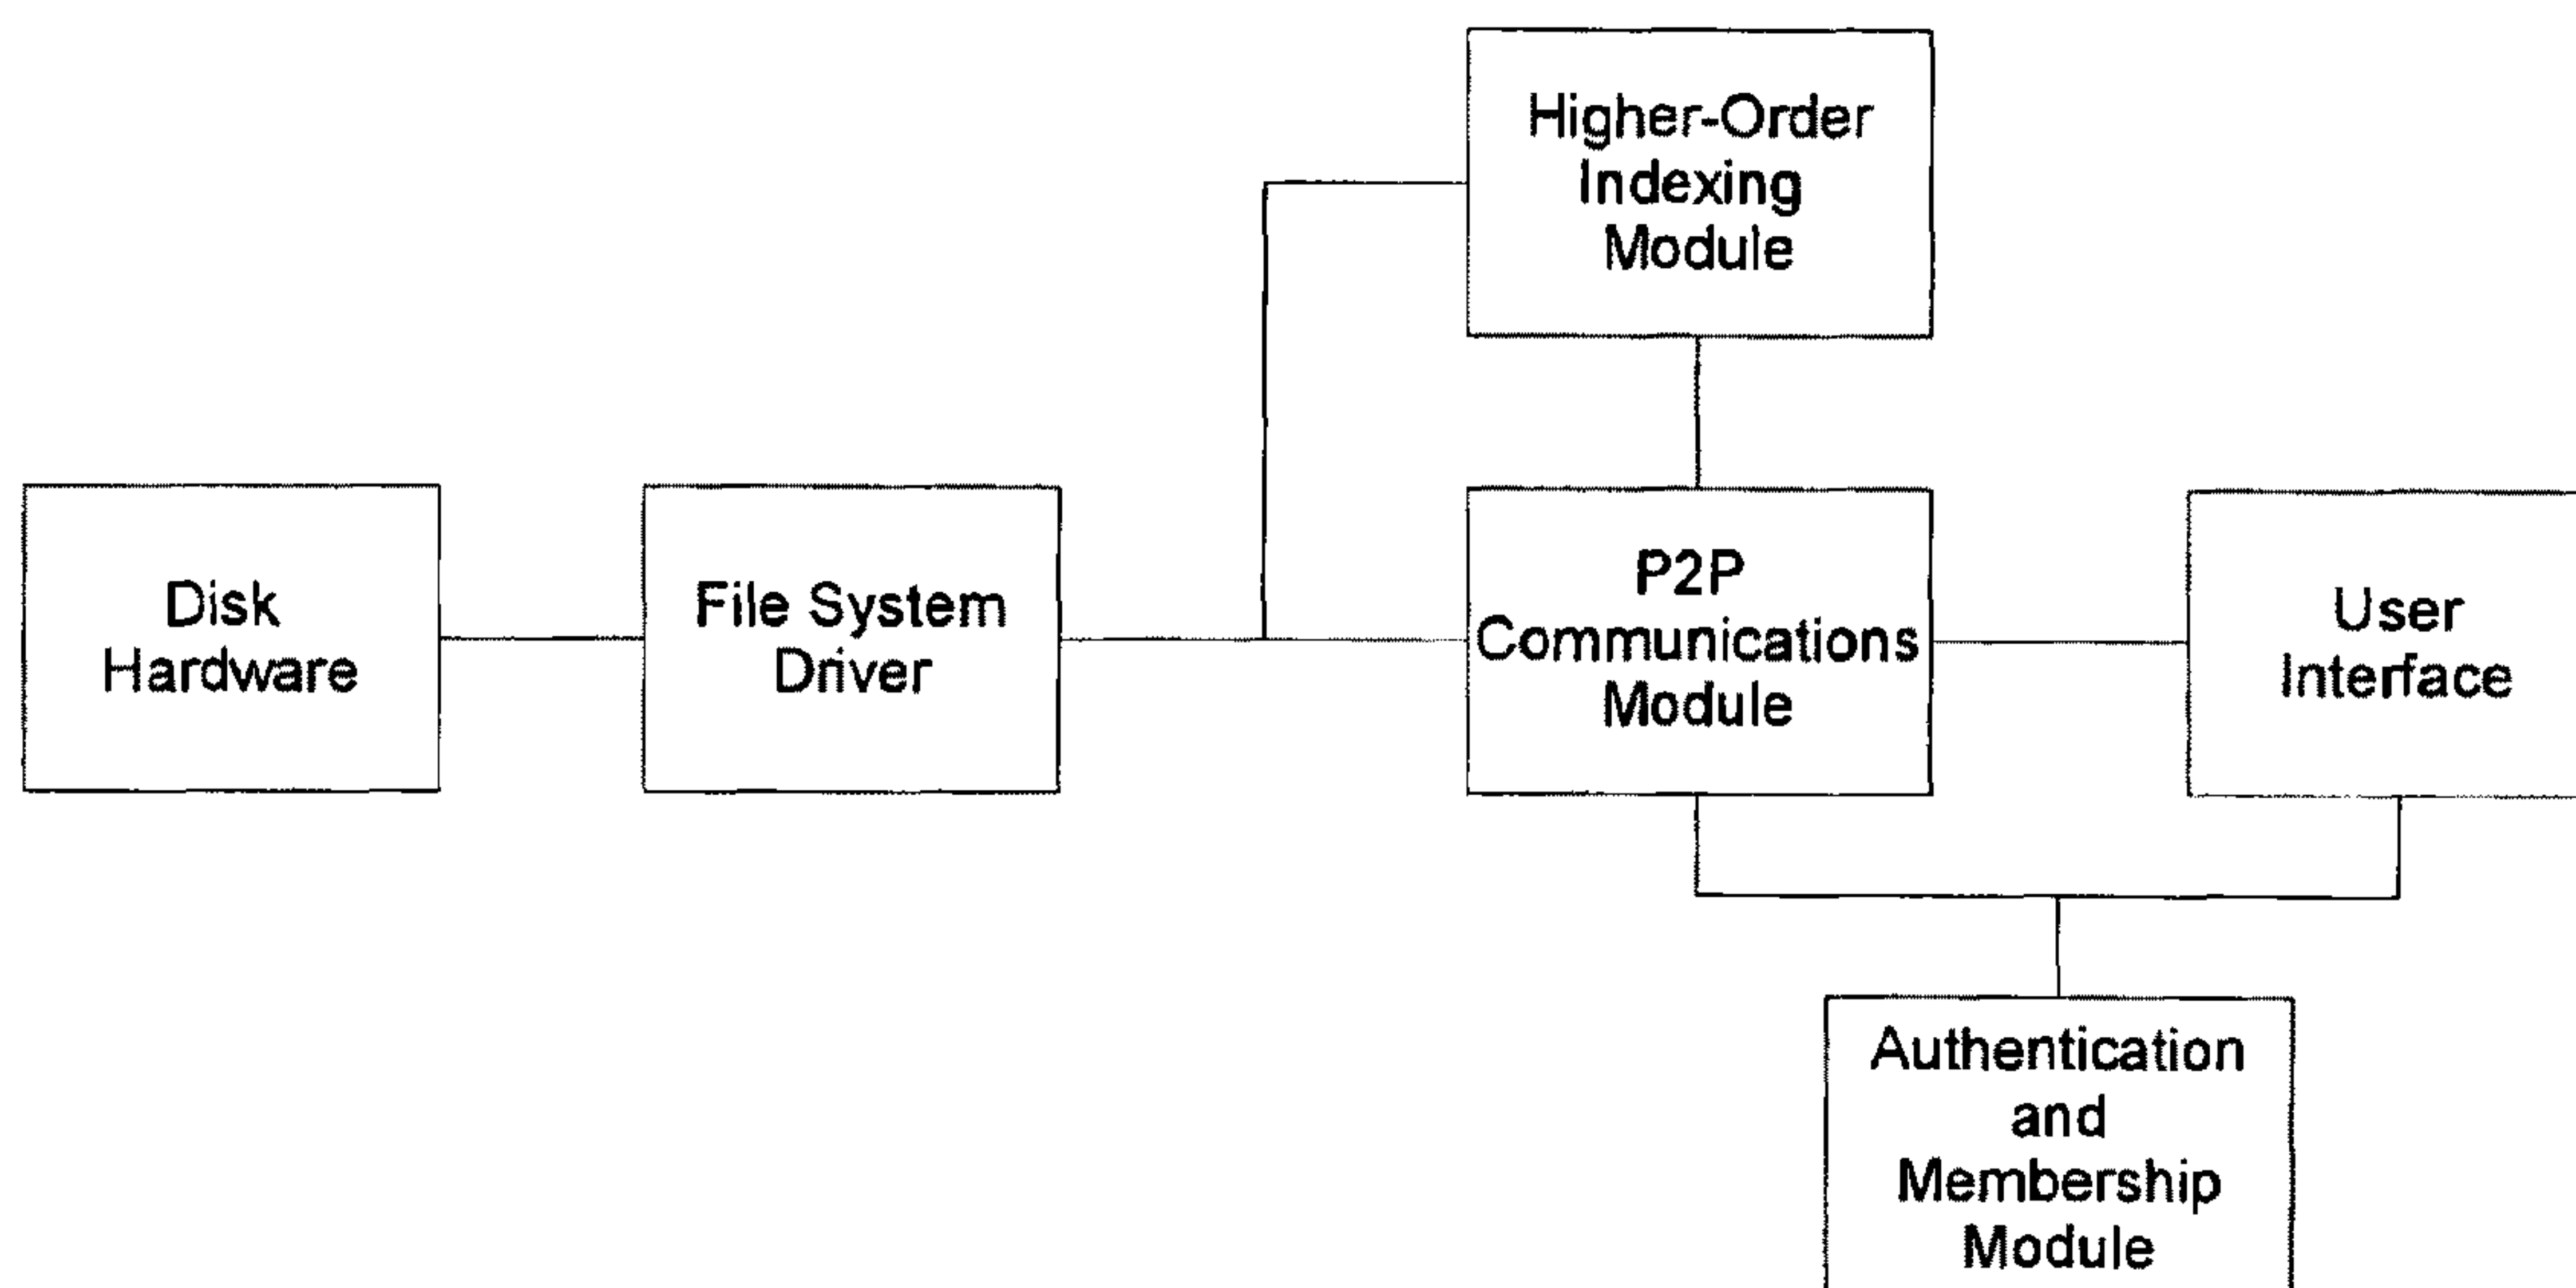 Higher-Order
Indexing
Module
Disk
Hardware
File System
Driver
P2P
Communications
Module
User
Interface
Authentication
and
Membership
Module